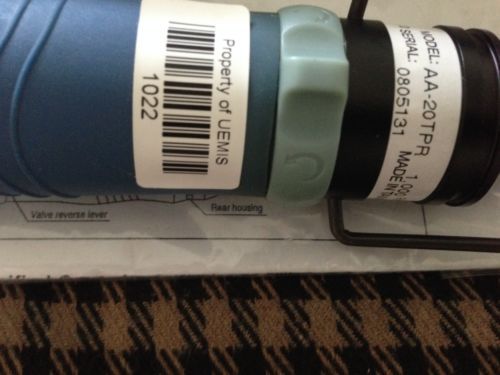 Property of UEMIS
1022
MODEL: AA-20TPR
SERIAL: 0805131
MADE IN
Valve reverse lever
Rear housing